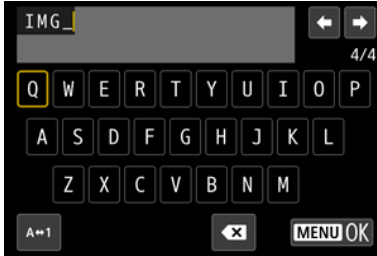 IMG_
4/4
Q W E R T Y U I O P
A S D F G H J K L
Z X C V B N M
A↔1 MENU OK